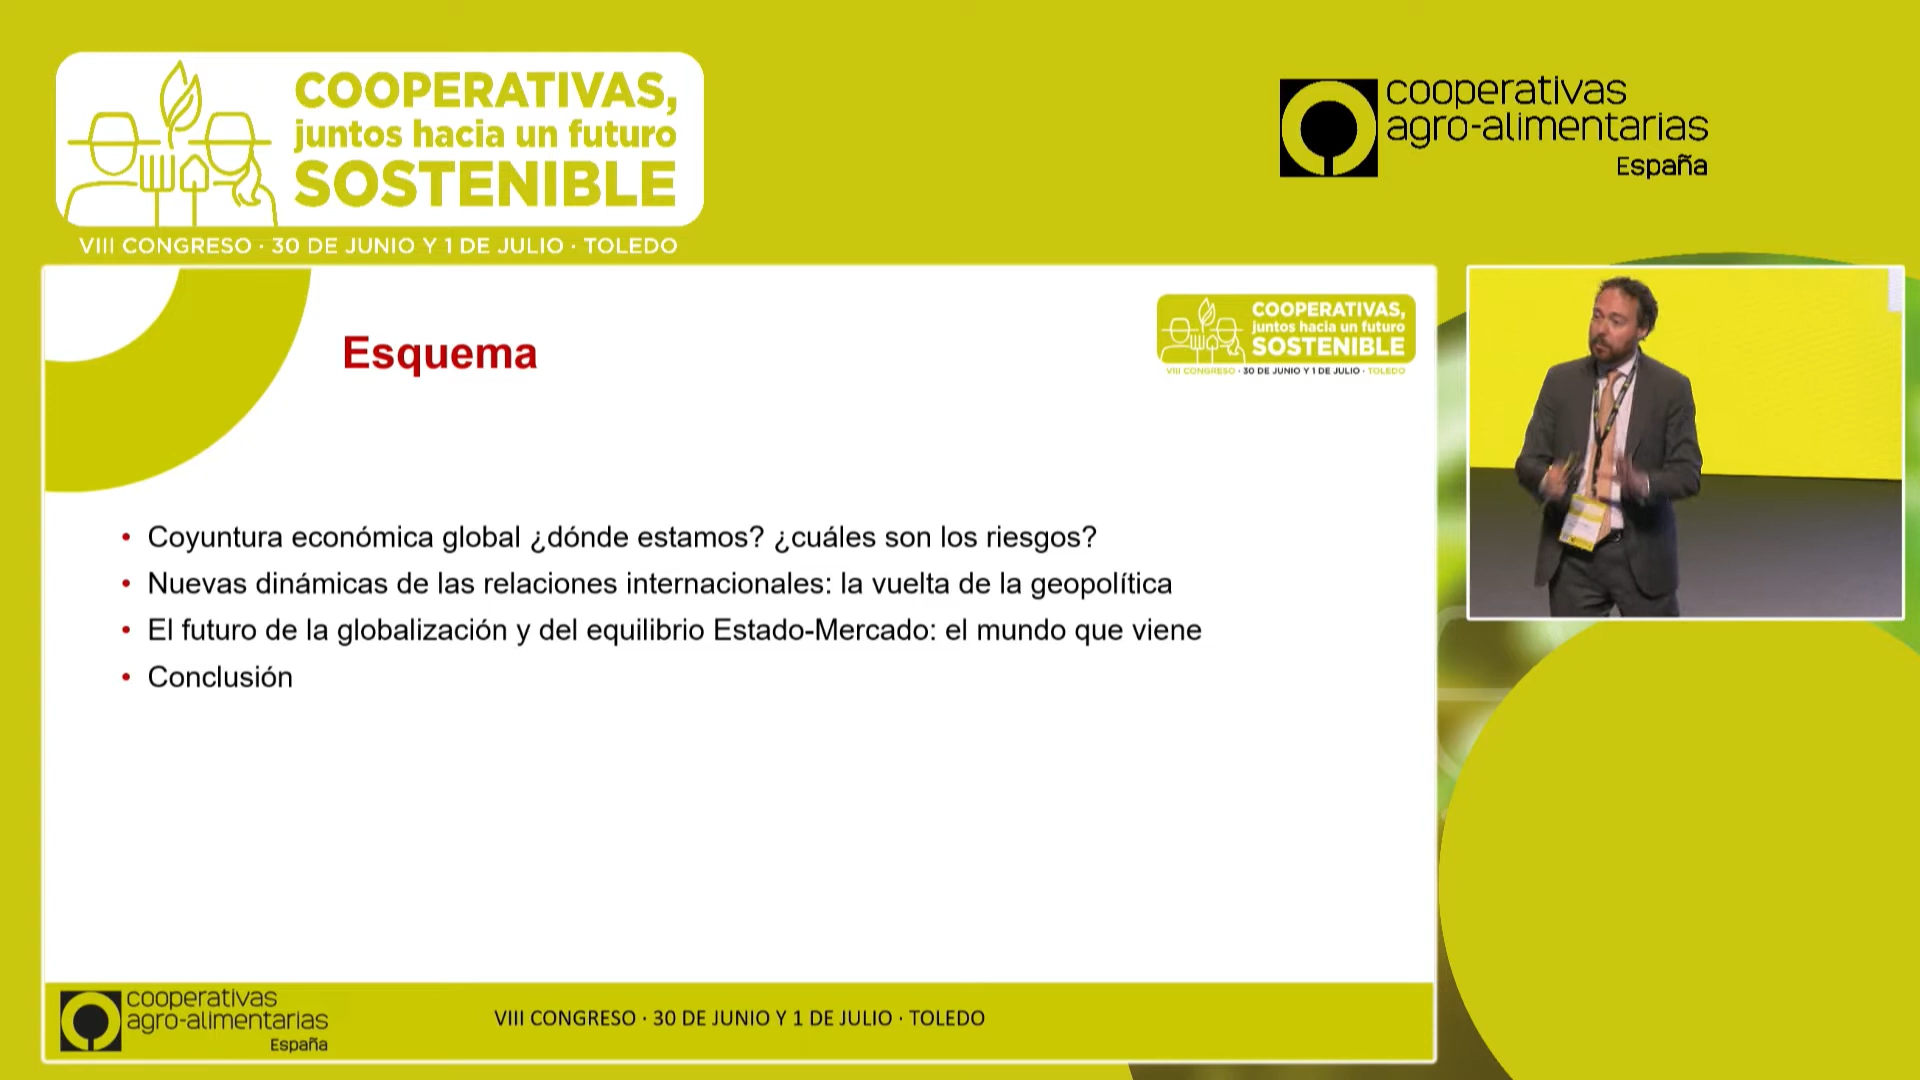 COOPERATIVAS,
juntos hacia un futuro
SOSTENIBLE
VIII CONGRESO · 30 DE JUNIO Y 1 DE JULIO · TOLEDO
cooperativas
agro-alimentarias
España
COOPERATIVAS,
juntos hacia un futuro
SOSTENIBLE
VIII CONGRESO · 30 DE JUNIO Y 1 DE JULIO · TOLEDO
Esquema
• Coyuntura económica global ¿dónde estamos? ¿cuáles son los riesgos?
• Nuevas dinámicas de las relaciones internacionales: la vuelta de la geopolítica
• El futuro de la globalización y del equilibrio Estado-Mercado: el mundo que viene
• Conclusión
cooperativas
agro-alimentarias
España
VIII CONGRESO · 30 DE JUNIO Y 1 DE JULIO · TOLEDO